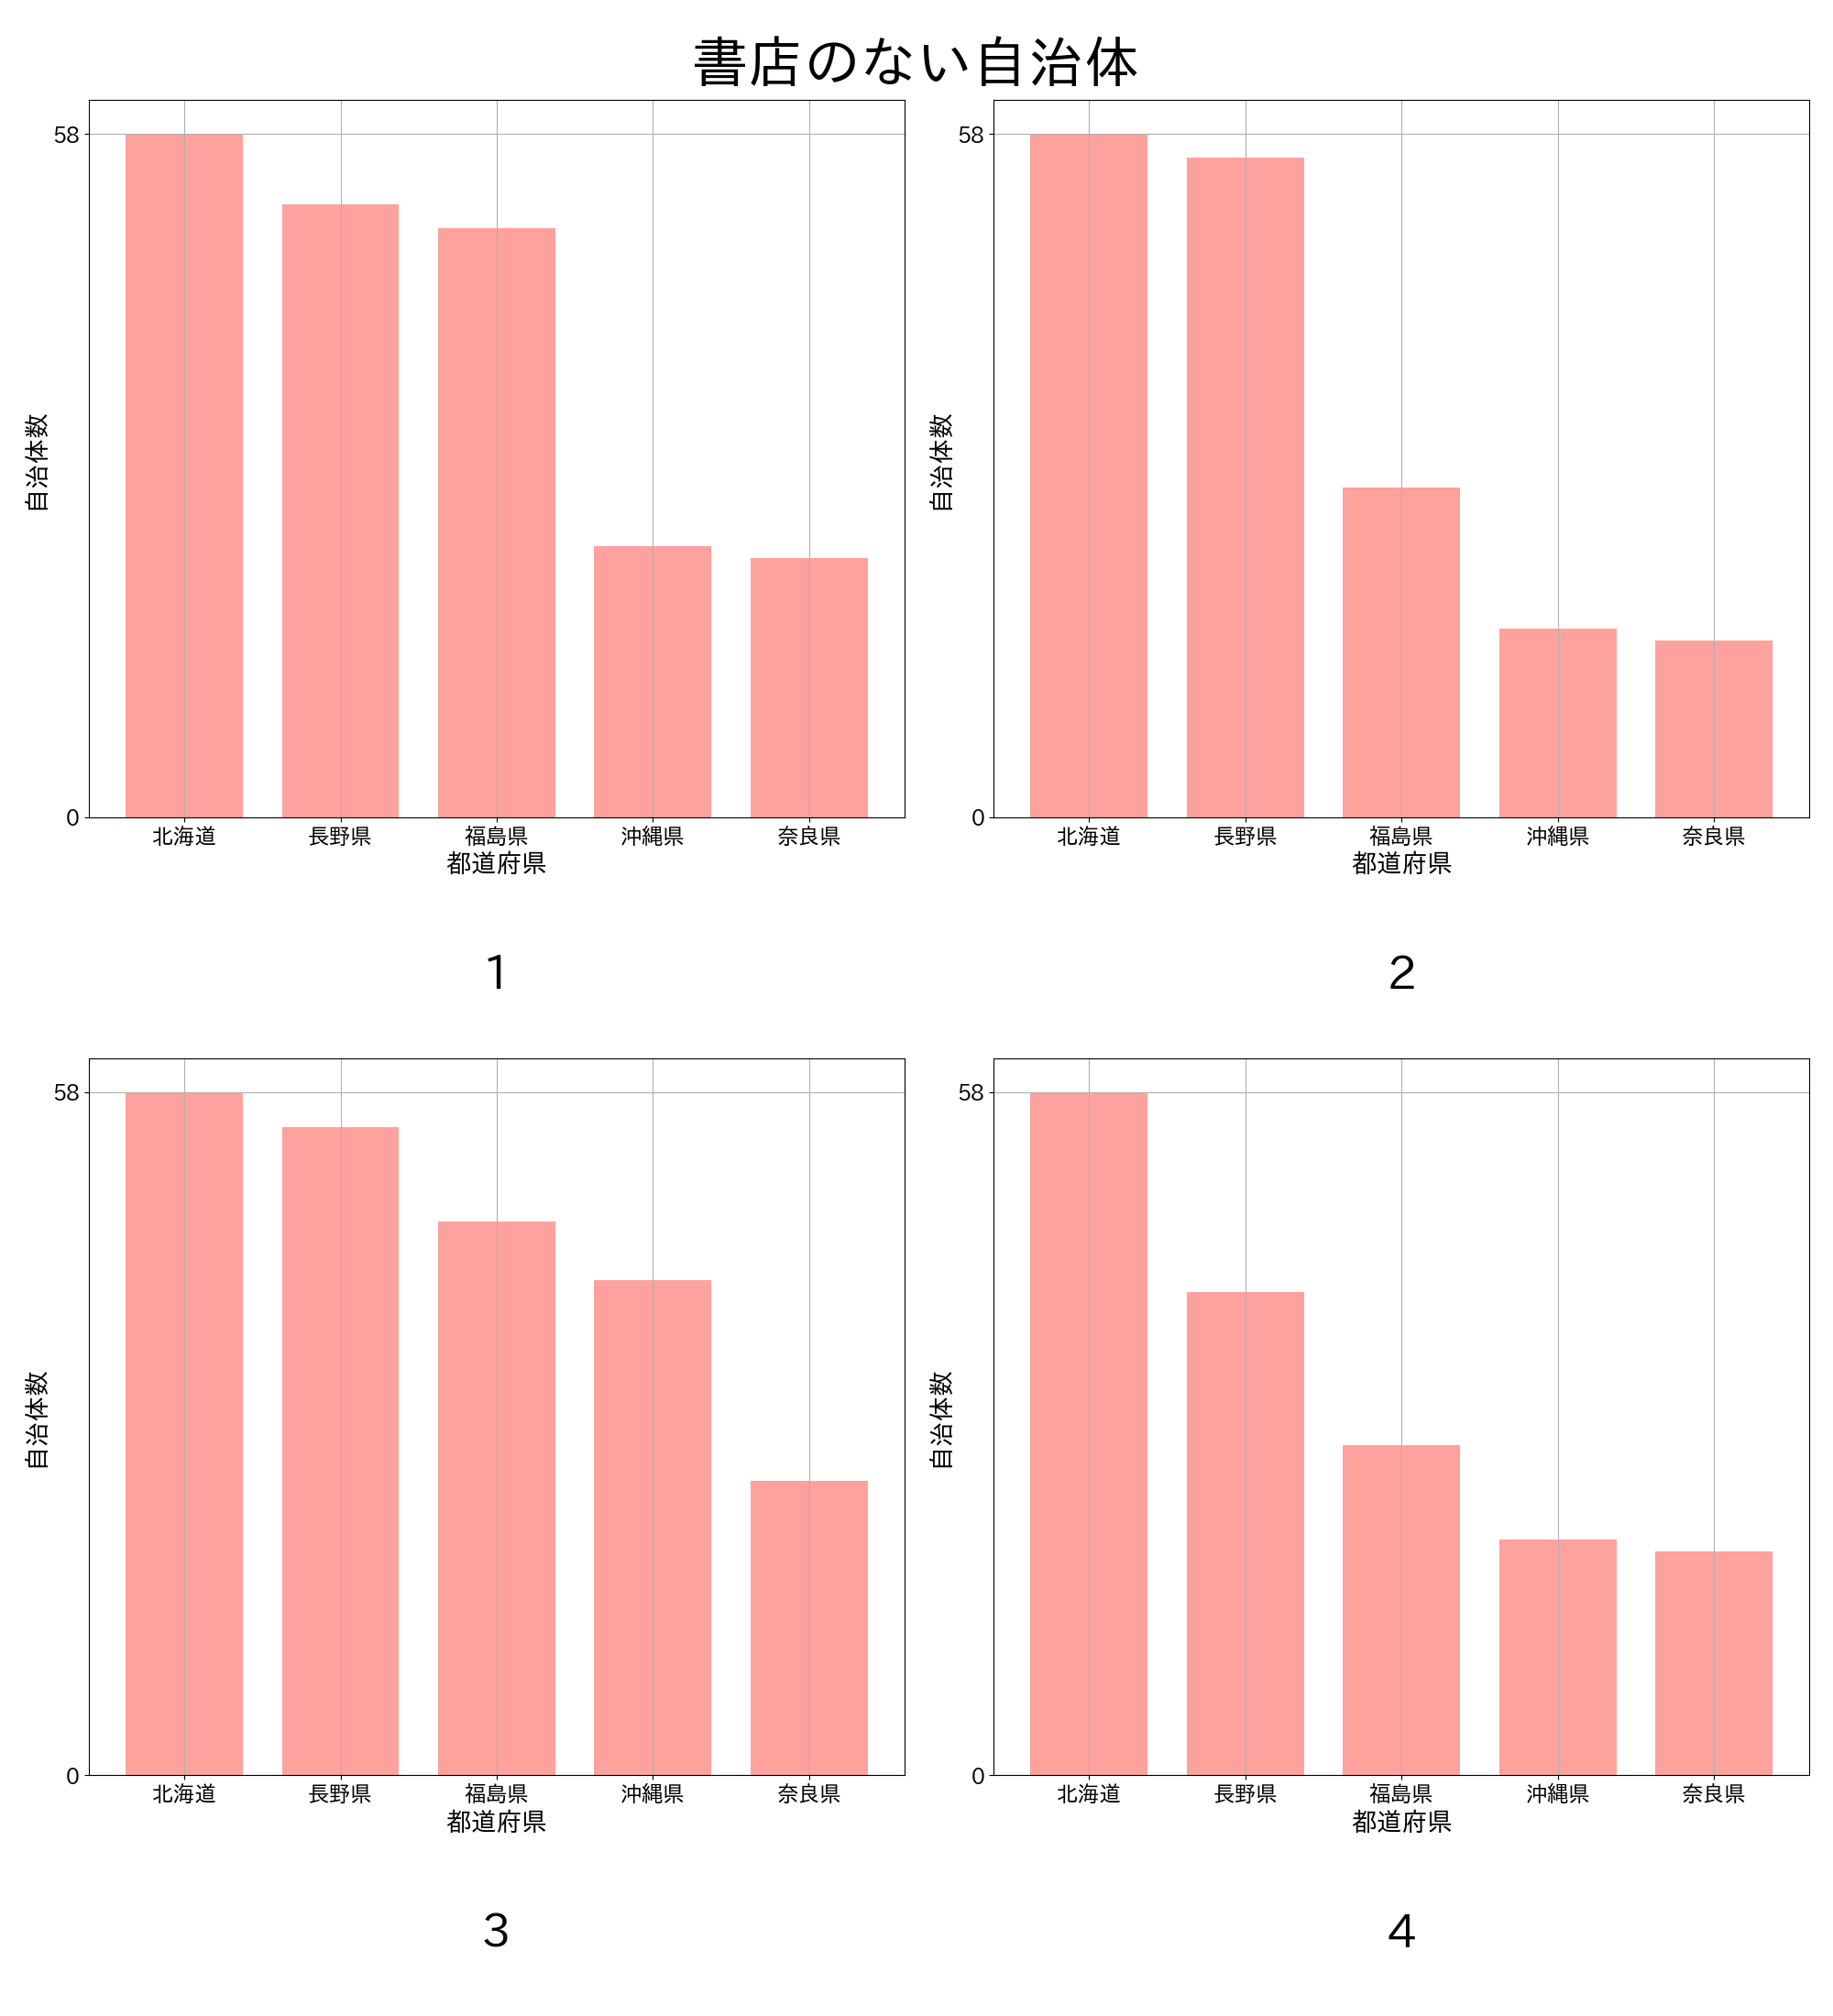 書店のない自治体
58
自治体数
0
北海道 長野県 福島県 沖縄県 奈良県
都道府県
1
58
自治体数
0
北海道 長野県 福島県 沖縄県 奈良県
都道府県
2
58
自治体数
0
北海道 長野県 福島県 沖縄県 奈良県
都道府県
3
58
自治体数
0
北海道 長野県 福島県 沖縄県 奈良県
都道府県
4